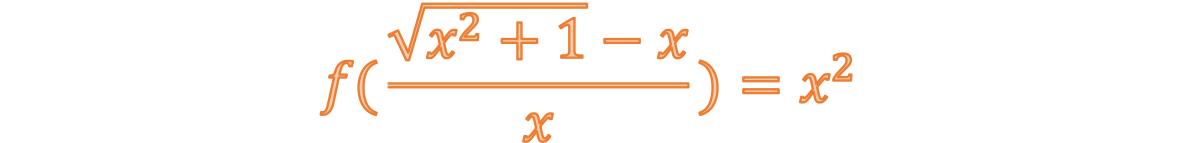 f((√(x² + 1) − x)/x) = x²